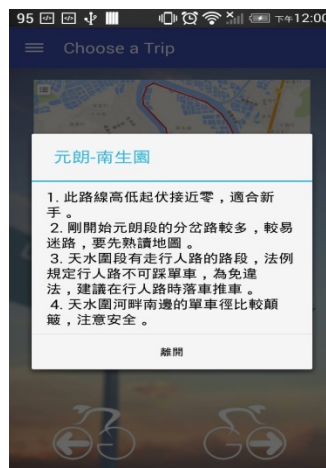 95
下午12:00
Choose a Trip
元朗-南生園
1. 此路線高低起伏接近零，適合新
手。
2. 剛開始元朗段的分岔路較多，較易
迷路，要先熟讀地圖。
3. 天水圍段有走行人路的路段，法例
規定行人路不可踩單車，為免違
法，建議在行人路時落車推車。
4. 天水圍河畔南邊的單車徑比較顛
簸，注意安全。
離開